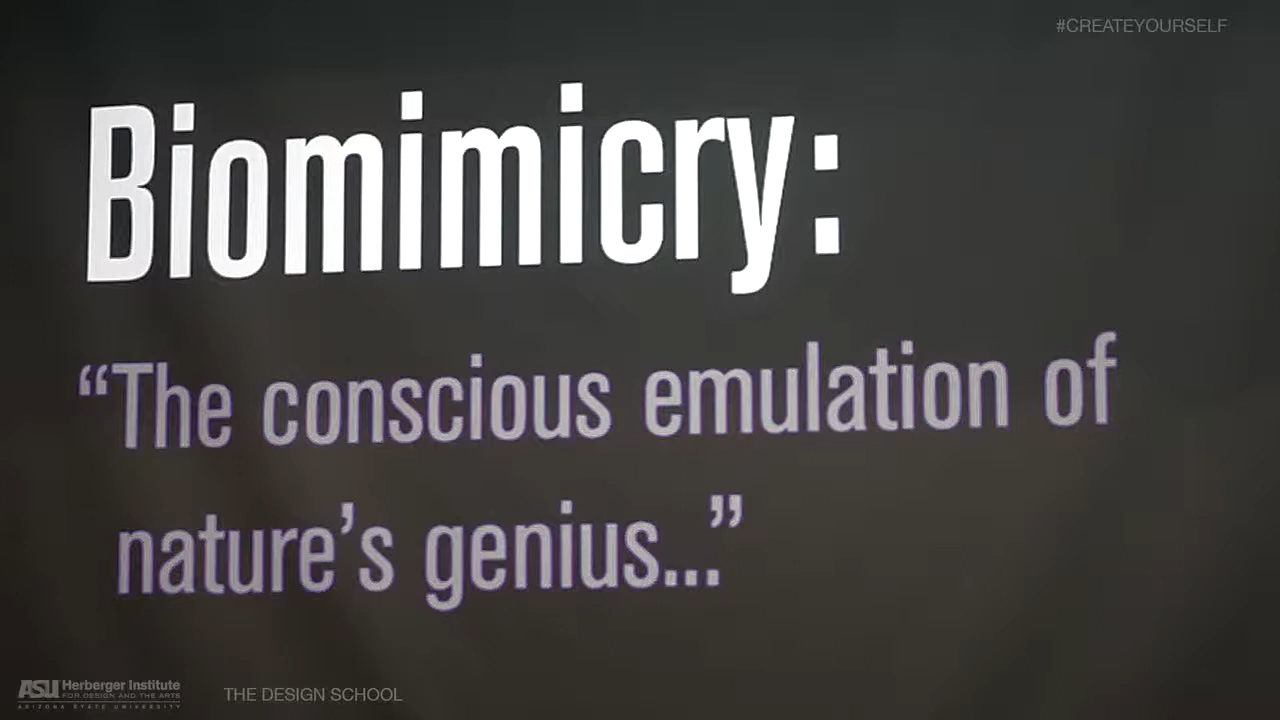 #CREATEYOURSELF
Biomimicry:
“The conscious emulation of
nature’s genius...”
ASU Herberger Institute
FOR DESIGN AND THE ARTS
ARIZONA STATE UNIVERSITY
THE DESIGN SCHOOL